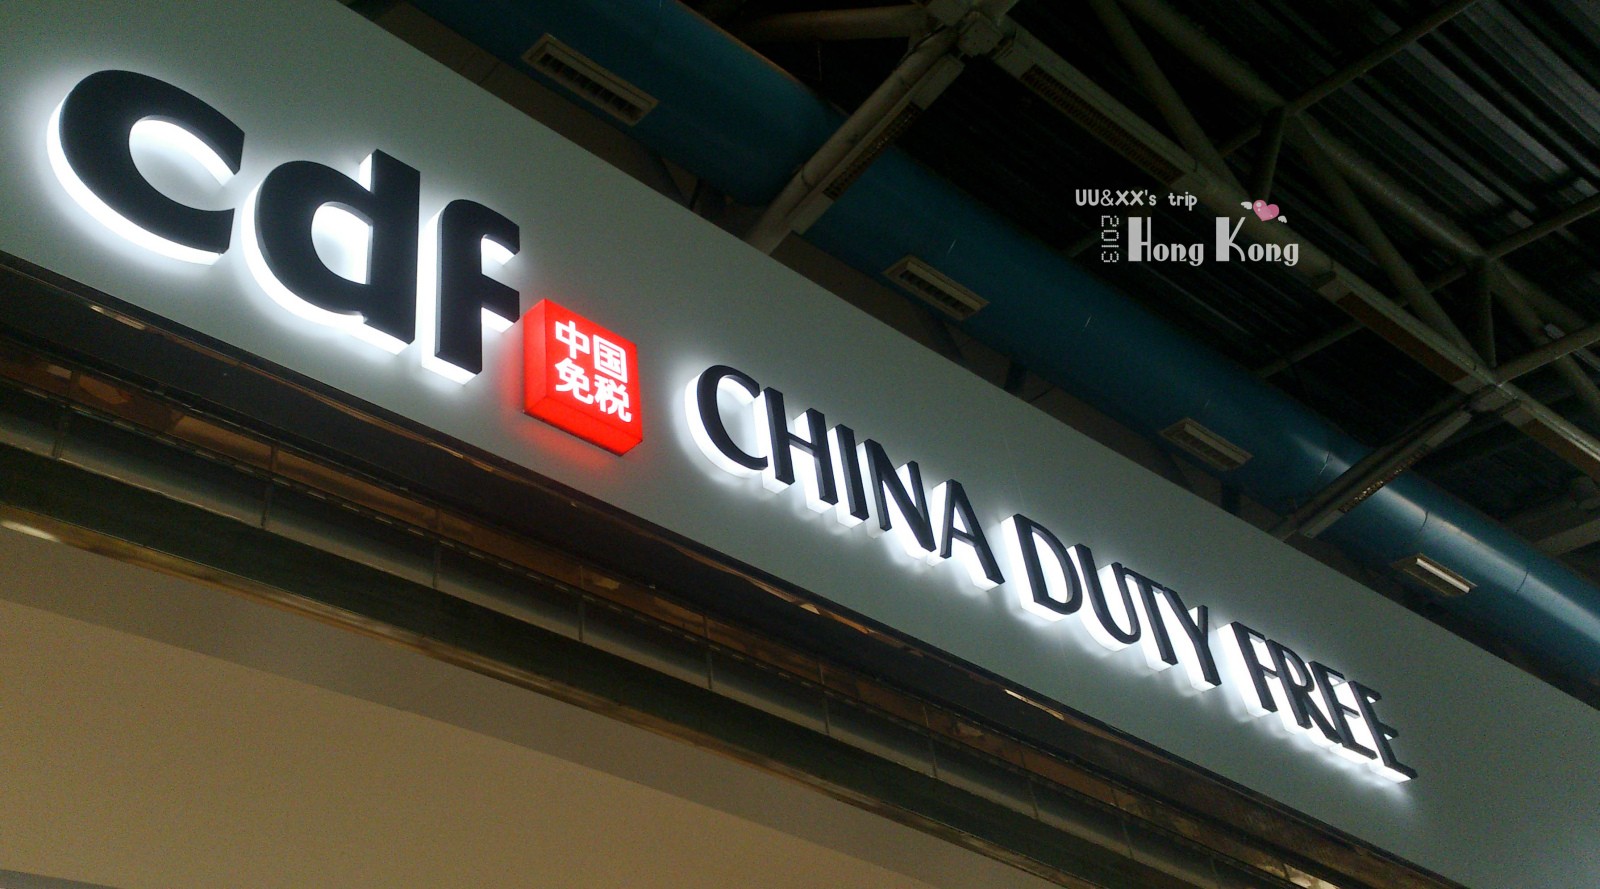 cdf
中国
免税
CHINA DUTY FREE
UU&XX's trip
2013
Hong Kong